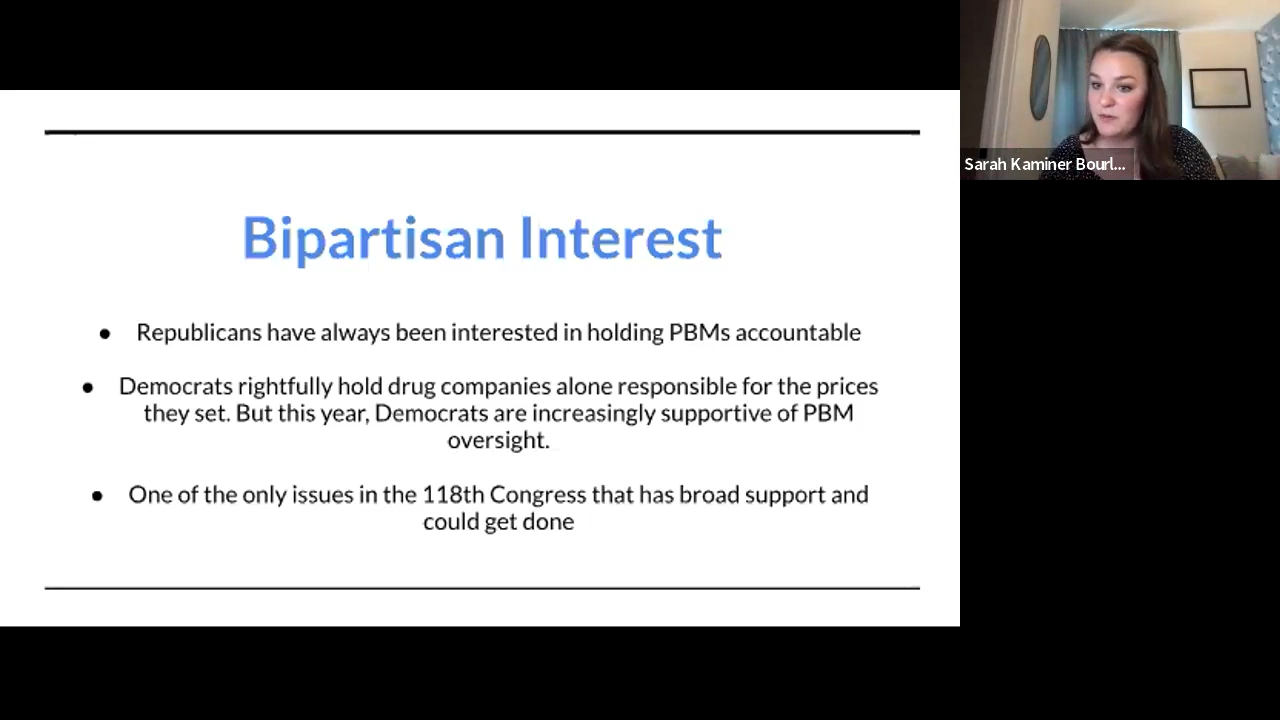 Bipartisan Interest
● Republicans have always been interested in holding PBMs accountable
● Democrats rightfully hold drug companies alone responsible for the prices
they set. But this year, Democrats are increasingly supportive of PBM
oversight.
● One of the only issues in the 118th Congress that has broad support and
could get done
Sarah Kaminer Bourl...